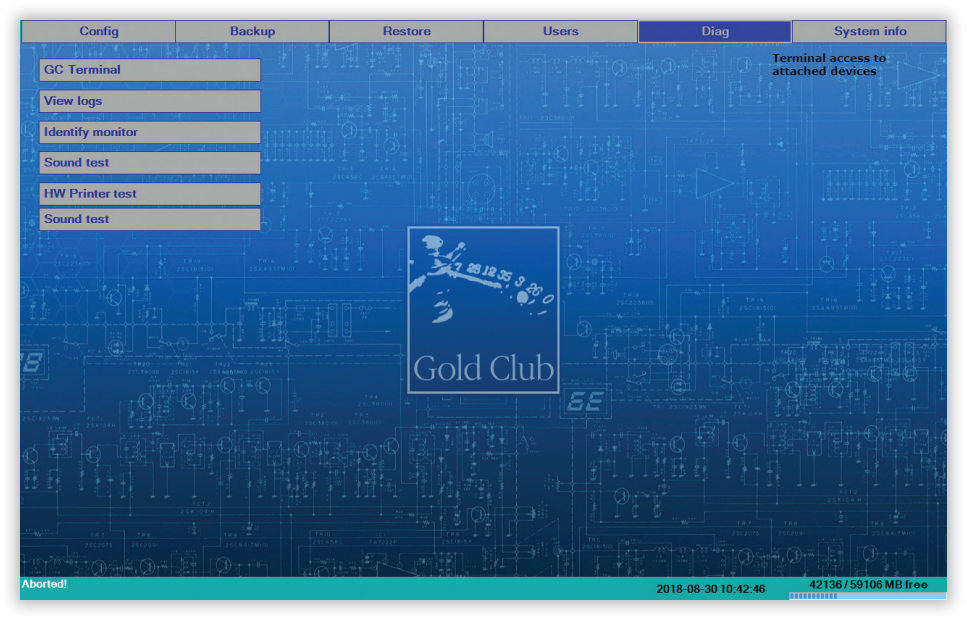 Config
Backup
Restore
Users
Diag
System info
GC Terminal
View logs
Identify monitor
Sound test
HW Printer test
Sound test
Terminal access to
attached devices
7 28 12 35 3 26 0
Gold Club
Aborted!
2018-08-30 10:42:46
42136 / 59106 MB free